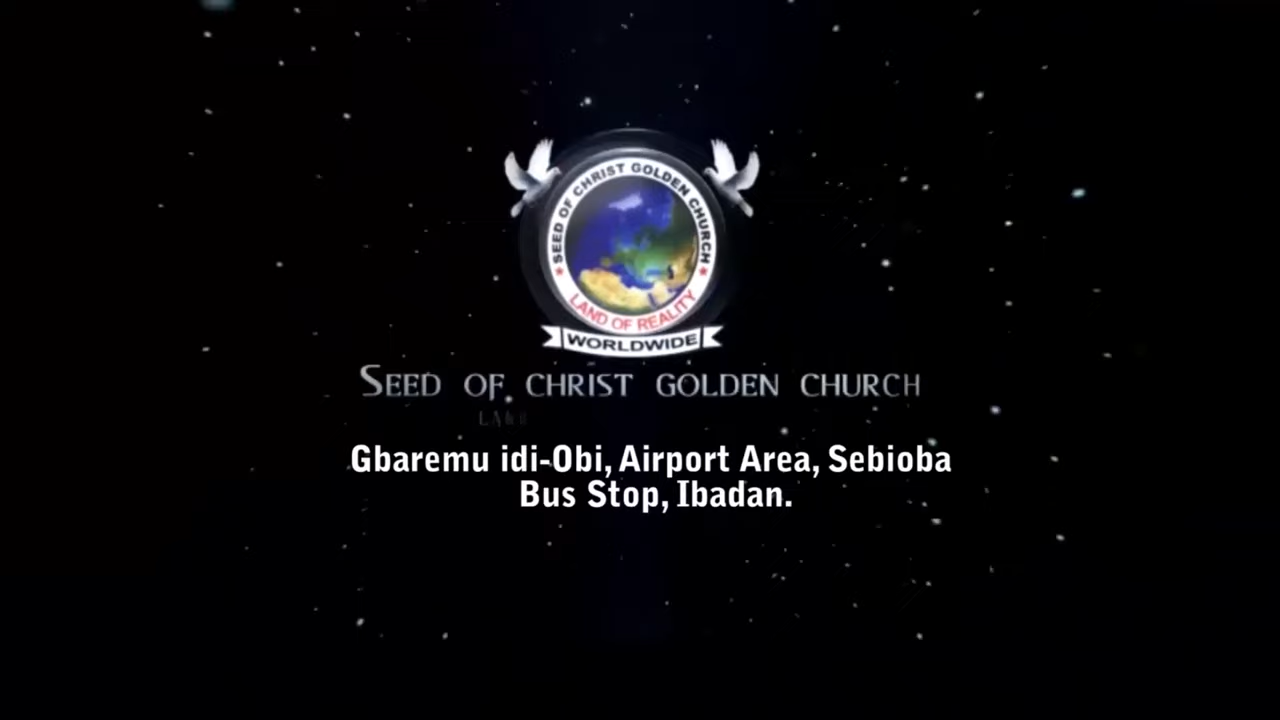 SEED OF CHRIST GOLDEN CHURCH
LAND OF REALITY
WORLDWIDE
SEED OF CHRIST GOLDEN CHURCH
Gbaremu idi-Obi, Airport Area, Sebioba
Bus Stop, Ibadan.